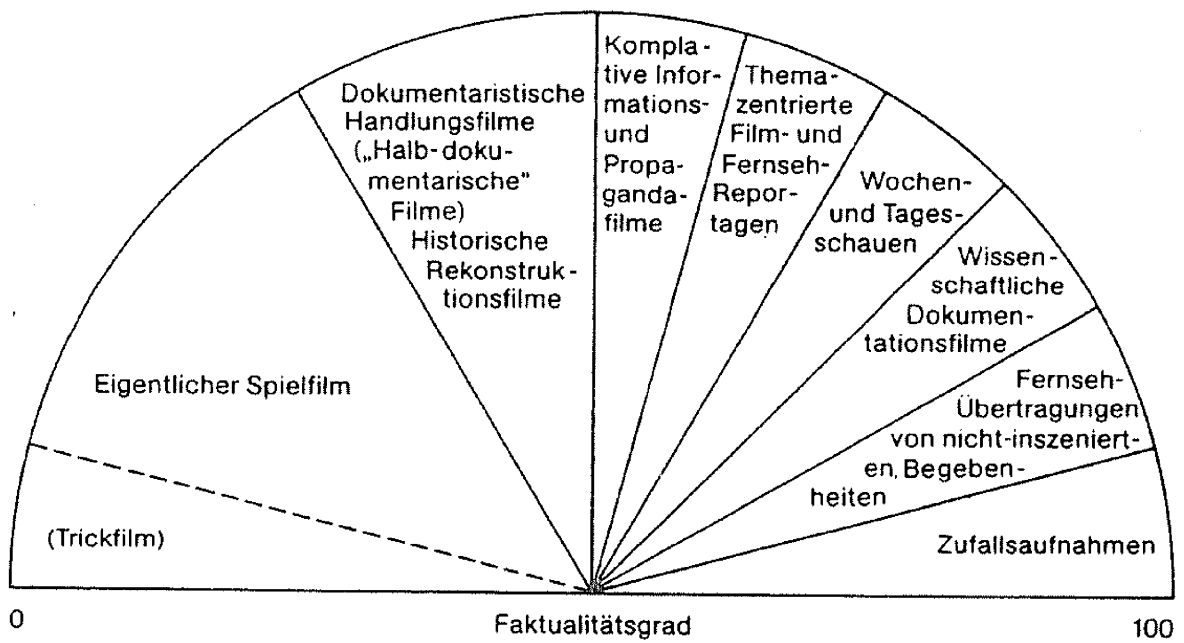 Dokumentaristische
Handlungsfilme
(„Halb-doku-
mentarische"
Filme)
Historische
Rekonstruk-
tionsfilme
Kompla-
tive Infor-
mations-
und
Propa-
ganda-
filme
Thema-
zentrierte
Film- und
Fernseh-
Repor-
tagen
Wochen-
und Tages-
schauen
Wissen-
schaftliche
Dokumen-
tationsfilme
Fernseh-
Übertragungen
von nicht-inszeniert-
en, Begeben-
heiten
Zufallsaufnahmen
Eigentlicher Spielfilm
(Trickfilm)
0
Faktualitätsgrad
100